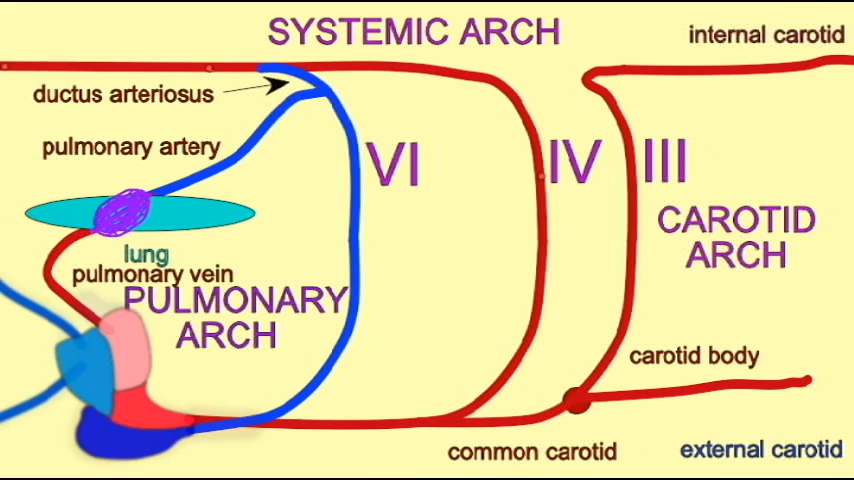 SYSTEMIC ARCH
internal carotid
ductus arteriosus
pulmonary artery
VI
IV
III
CAROTID
ARCH
lung
pulmonary vein
PULMONARY
ARCH
carotid body
common carotid
external carotid